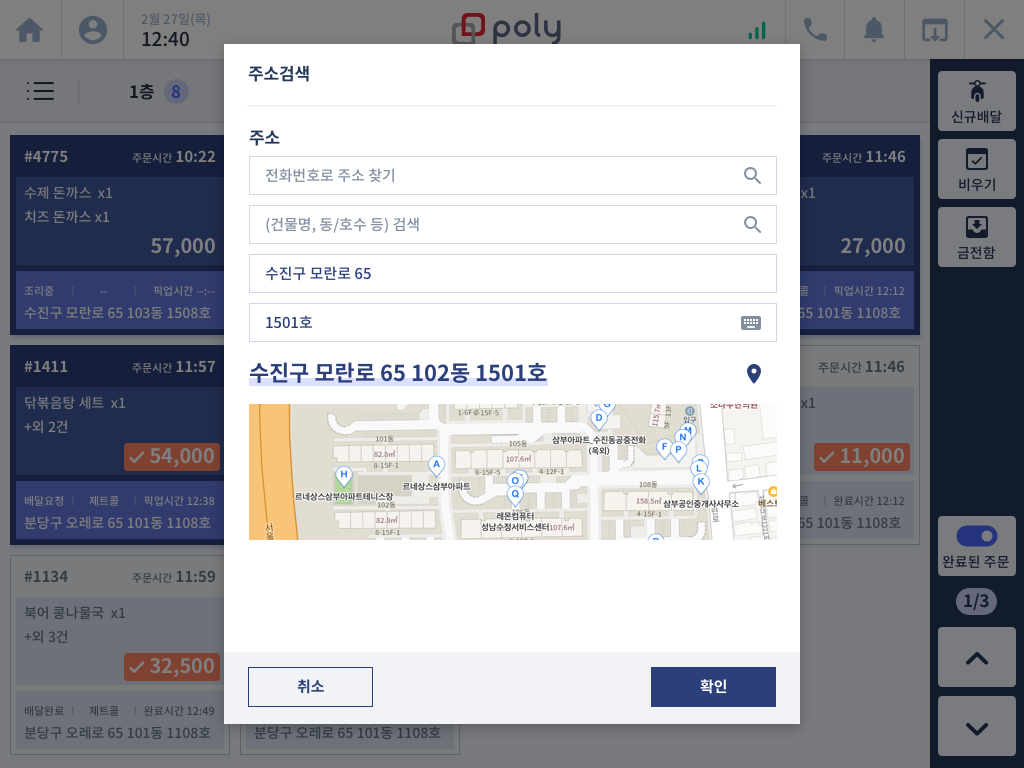 2월 27일(목)
12:40
poly
1층 8
신규배달
비우기
금전함
완료된 주문
1/3
#4775 주문시간 10:22
수제 돈까스 x1
치즈 돈까스 x1
57,000
조리중 -- 픽업시간 --:--
수진구 모란로 65 103동 1508호
#1411 주문시간 11:57
닭볶음탕 세트 x1
+외 2건
54,000
배달요청 제트콜 픽업시간 12:38
분당구 오레로 65 101동 1108호
#1134 주문시간 11:59
북어 콩나물국 x1
+외 3건
32,500
배달완료 제트콜 완료시간 12:49
분당구 오레로 65 101동 1108호
분당구 오레로 65 101동 1108호
주문시간 11:46
x1
27,000
콜 픽업시간 12:12
65 101동 1108호
주문시간 11:46
x1
11,000
콜 완료시간 12:12
65 101동 1108호
주소검색
주소
전화번호로 주소 찾기
(건물명, 동/호수 등) 검색
수진구 모란로 65
1501호
수진구 모란로 65 102동 1501호
1-6F 8-15F-5
D
입구
101동
82.8㎡
8-15F-1
105동
107.6㎡
8-15F-5 4-12F-1
삼부아파트_수진동공중전화
(옥외)
F N P M
H
A
르네상스삼부아파트
O
Q
L
K
108동
158.5㎡
4-15F-1
르네상스삼부아파트테니스장
102동
82.8㎡
8-15F-1
레몬컴퓨터
성남수정서비스센터
107.6㎡
삼부공인중개사사무소
서울
취소
확인